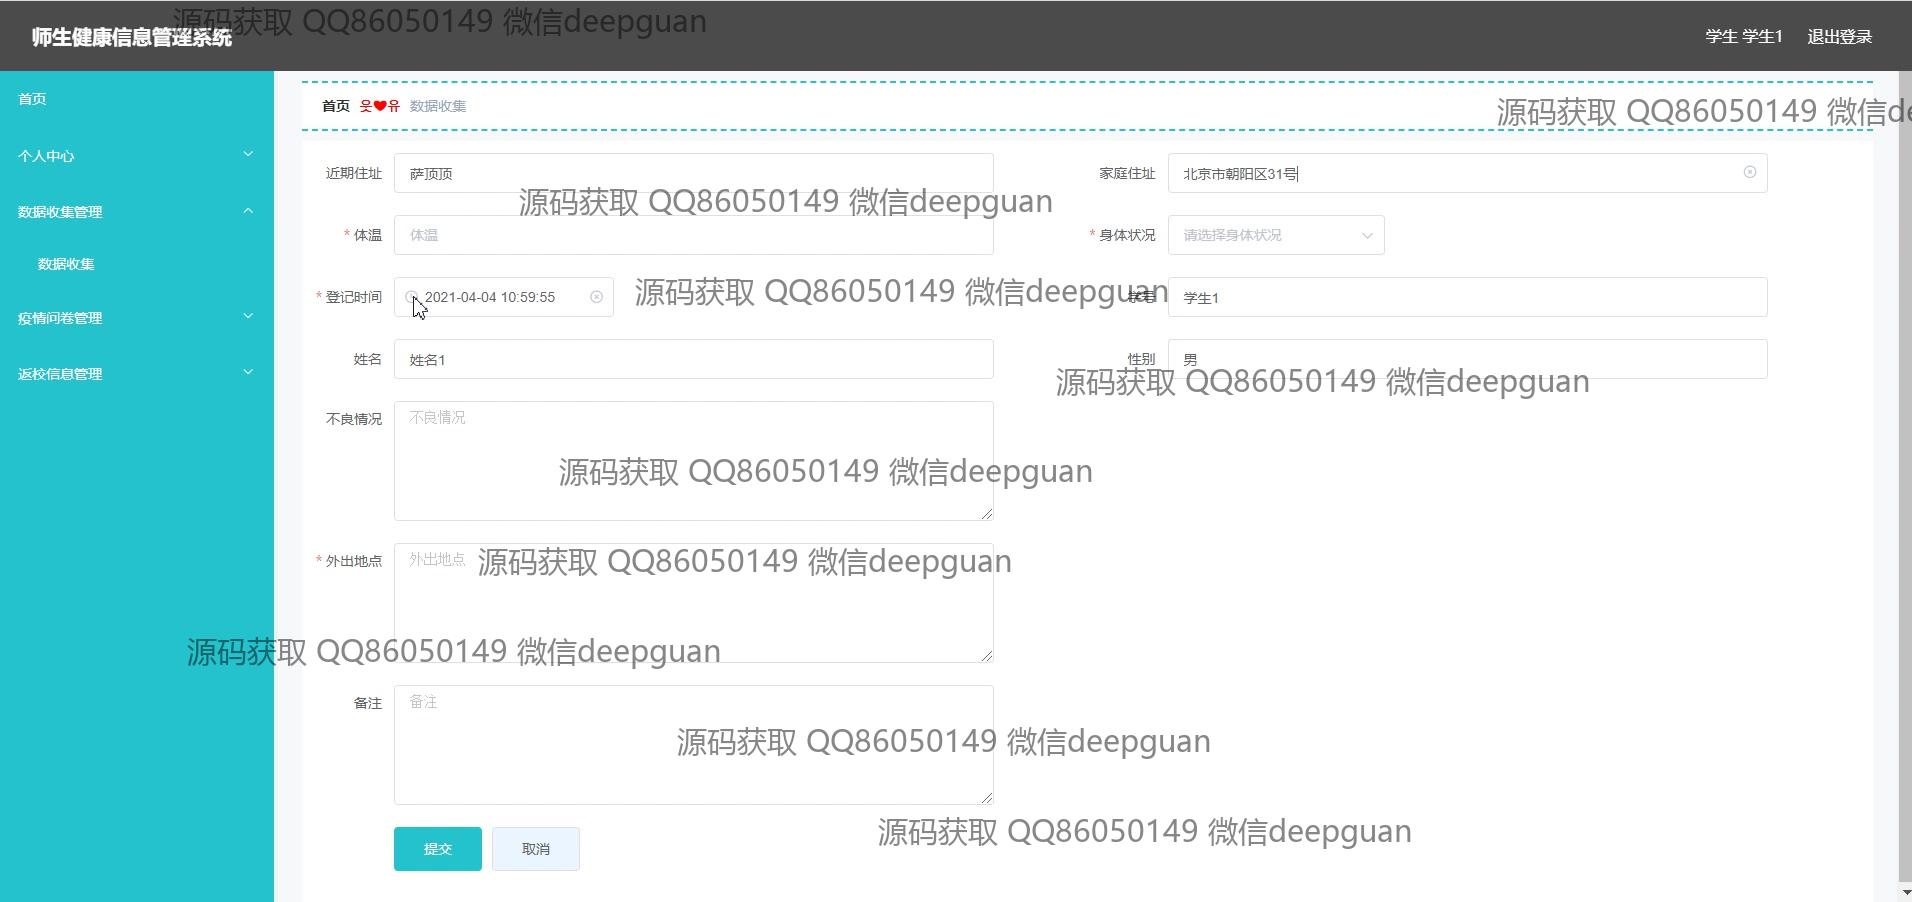 师生健康信息管理系统
源码获取 QQ86050149 微信deepguan
学生 学生1 退出登录
首页
个人中心
数据收集管理
数据收集
疫情问卷管理
返校信息管理
首页 웃❤유 数据收集
源码获取 QQ86050149 微信de
近期住址 萨顶顶
家庭住址 北京市朝阳区31号
源码获取 QQ86050149 微信deepguan
* 体温 体温
* 身体状况 请选择身体状况
* 登记时间 2021-04-04 10:59:55
源码获取 QQ86050149 微信deepguan
学号 学生1
姓名 姓名1
性别 男
源码获取 QQ86050149 微信deepguan
不良情况 不良情况
源码获取 QQ86050149 微信deepguan
* 外出地点 外出地点
源码获取 QQ86050149 微信deepguan
源码获取 QQ86050149 微信deepguan
备注 备注
源码获取 QQ86050149 微信deepguan
源码获取 QQ86050149 微信deepguan
提交 取消